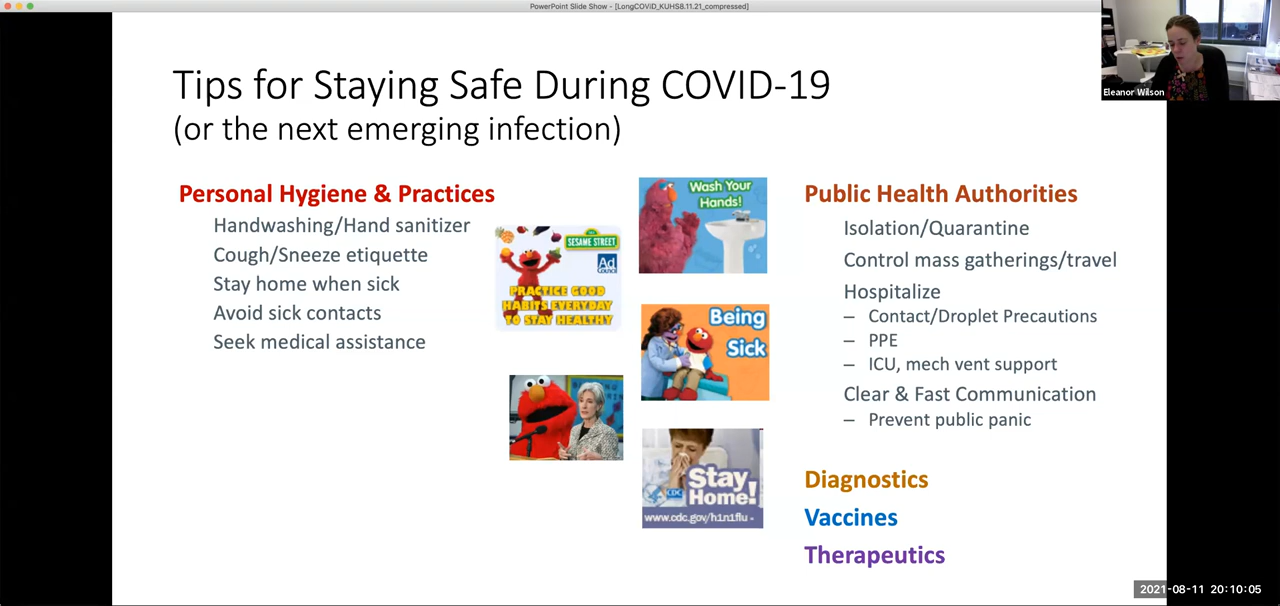 PowerPoint Slide Show - [LongCOVID_KUHS8.11.21_compressed]
Eleanor Wilson
Tips for Staying Safe During COVID-19
(or the next emerging infection)
Personal Hygiene & Practices
Handwashing/Hand sanitizer
Cough/Sneeze etiquette
Stay home when sick
Avoid sick contacts
Seek medical assistance
SESAME STREET
Ad
Council
PRACTICE GOOD
HABITS EVERYDAY
TO STAY HEALTHY
Wash Your
Hands!
Being
Sick
Stay
Home!
CDC
www.cdc.gov/h1n1flu
Public Health Authorities
Isolation/Quarantine
Control mass gatherings/travel
Hospitalize
– Contact/Droplet Precautions
– PPE
– ICU, mech vent support
Clear & Fast Communication
– Prevent public panic
Diagnostics
Vaccines
Therapeutics
2021-08-11 20:10:05